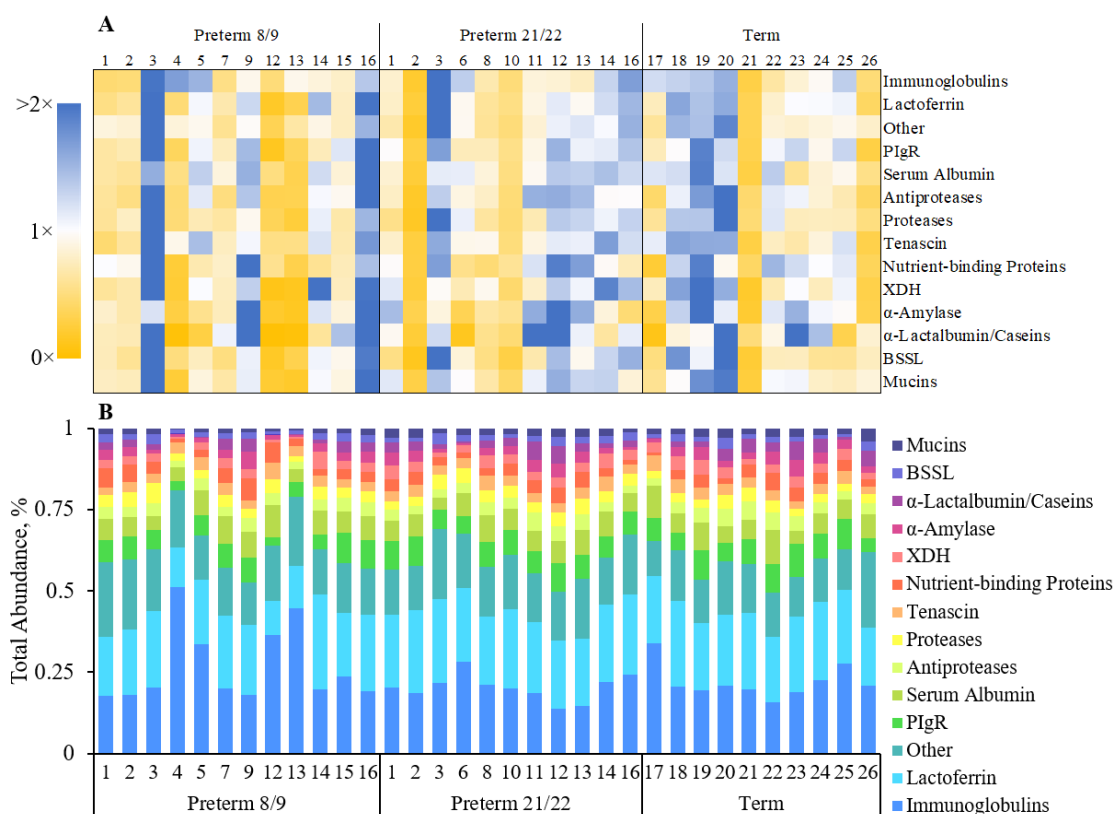 A
Preterm 8/9 Preterm 21/22 Term
1 2 3 4 5 7 9 12 13 14 15 16 1 2 3 6 8 10 11 12 13 14 16 17 18 19 20 21 22 23 24 25 26
>2×
1×
0×
Immunoglobulins
Lactoferrin
Other
PIgR
Serum Albumin
Antiproteases
Proteases
Tenascin
Nutrient-binding Proteins
XDH
α-Amylase
α-Lactalbumin/Caseins
BSSL
Mucins
B
Total Abundance, %
1
0.75
0.5
0.25
0
1 2 3 4 5 7 9 12 13 14 15 16 1 2 3 6 8 10 11 12 13 14 16 17 18 19 20 21 22 23 24 25 26
Preterm 8/9 Preterm 21/22 Term
Mucins
BSSL
α-Lactalbumin/Caseins
α-Amylase
XDH
Nutrient-binding Proteins
Tenascin
Proteases
Antiproteases
Serum Albumin
PIgR
Other
Lactoferrin
Immunoglobulins